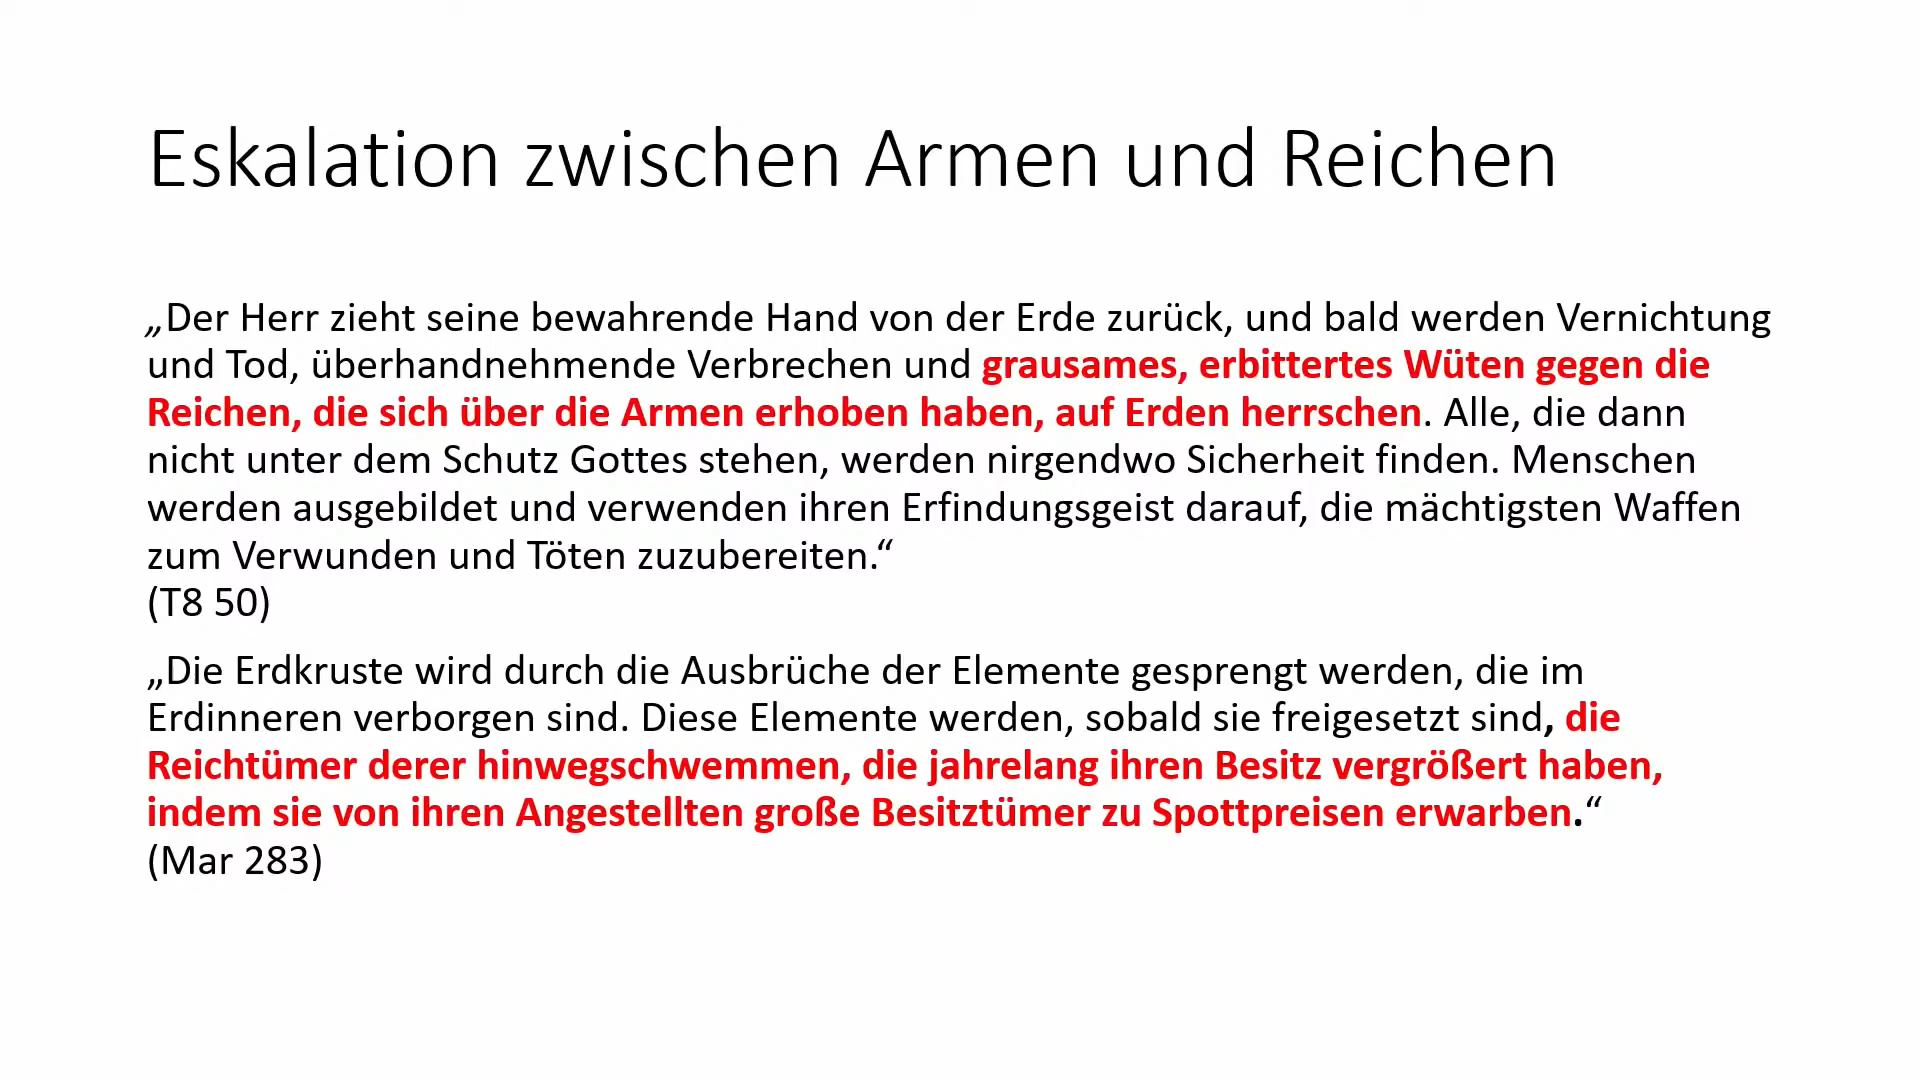 Eskalation zwischen Armen und Reichen
„Der Herr zieht seine bewahrende Hand von der Erde zurück, und bald werden Vernichtung
und Tod, überhandnehmende Verbrechen und grausames, erbittertes Wüten gegen die
Reichen, die sich über die Armen erhoben haben, auf Erden herrschen. Alle, die dann
nicht unter dem Schutz Gottes stehen, werden nirgendwo Sicherheit finden. Menschen
werden ausgebildet und verwenden ihren Erfindungsgeist darauf, die mächtigsten Waffen
zum Verwunden und Töten zuzubereiten.“
(T8 50)
„Die Erdkruste wird durch die Ausbrüche der Elemente gesprengt werden, die im
Erdinneren verborgen sind. Diese Elemente werden, sobald sie freigesetzt sind, die
Reichtümer derer hinwegschwemmen, die jahrelang ihren Besitz vergrößert haben,
indem sie von ihren Angestellten große Besitztümer zu Spottpreisen erwarben.“
(Mar 283)